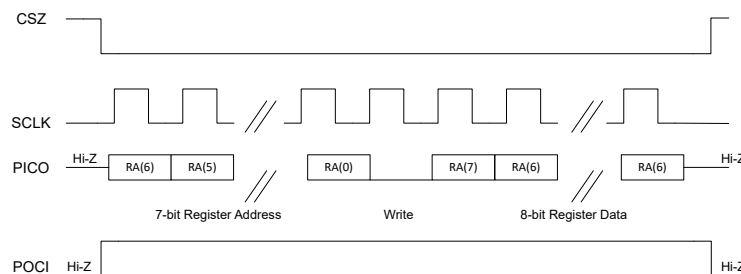 CSZ
SCLK
Hi-Z Hi-Z
PICO RA(6) RA(5) RA(0) RA(7) RA(6) RA(6)
7-bit Register Address Write 8-bit Register Data
POCI Hi-Z Hi-Z